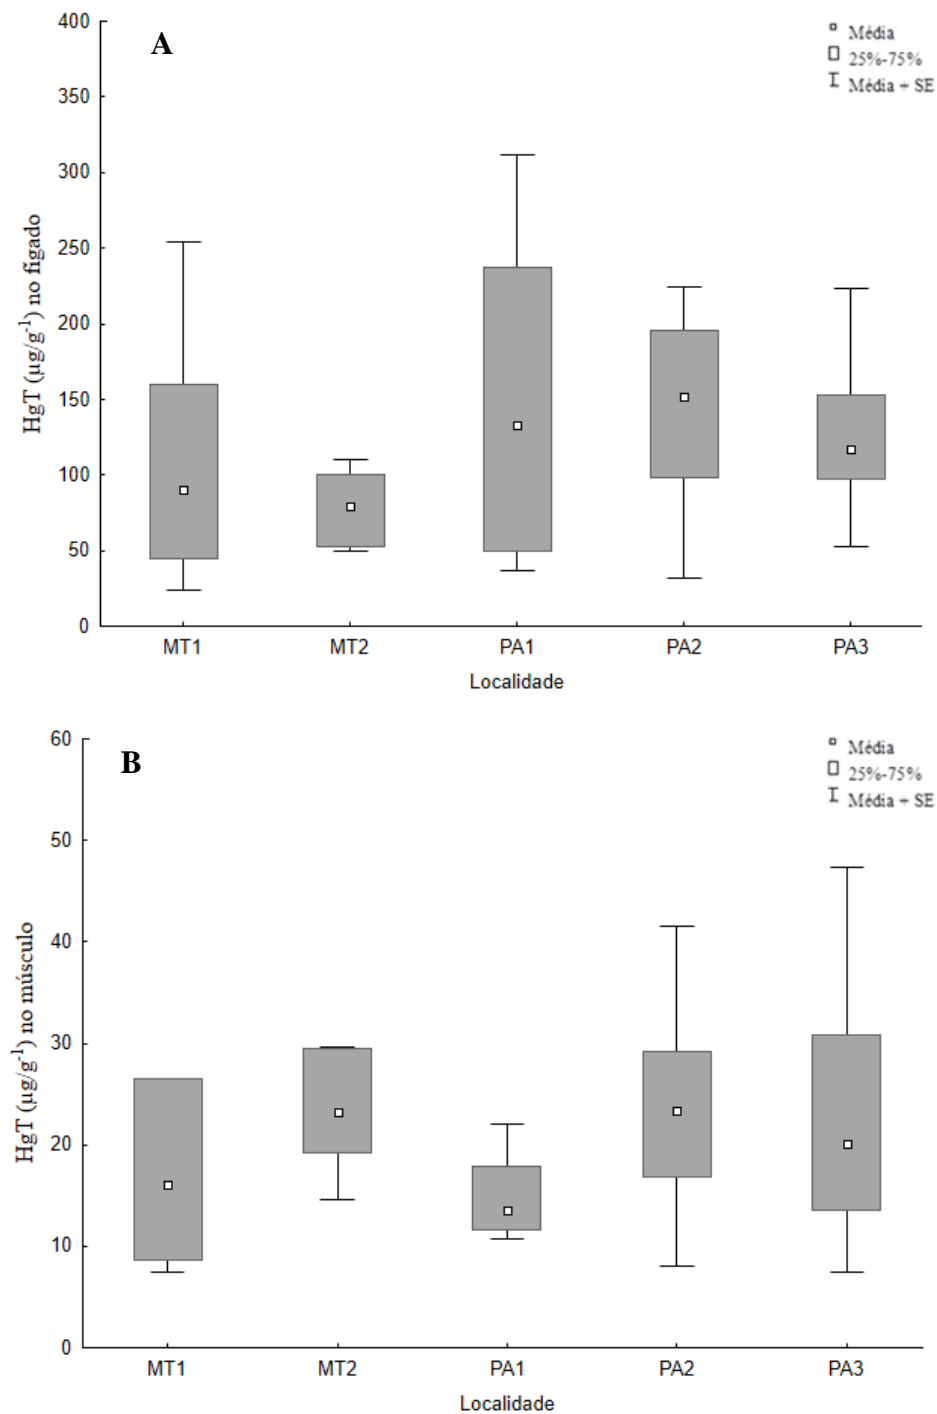 A
Média
25%-75%
Média + SE
HgT (µg/g⁻¹) no fígado
400
350
300
250
200
150
100
50
0
MT1 MT2 PA1 PA2 PA3
Localidade
B
Média
25%-75%
Média + SE
HgT (µg/g⁻¹) no músculo
60
50
40
30
20
10
0
MT1 MT2 PA1 PA2 PA3
Localidade